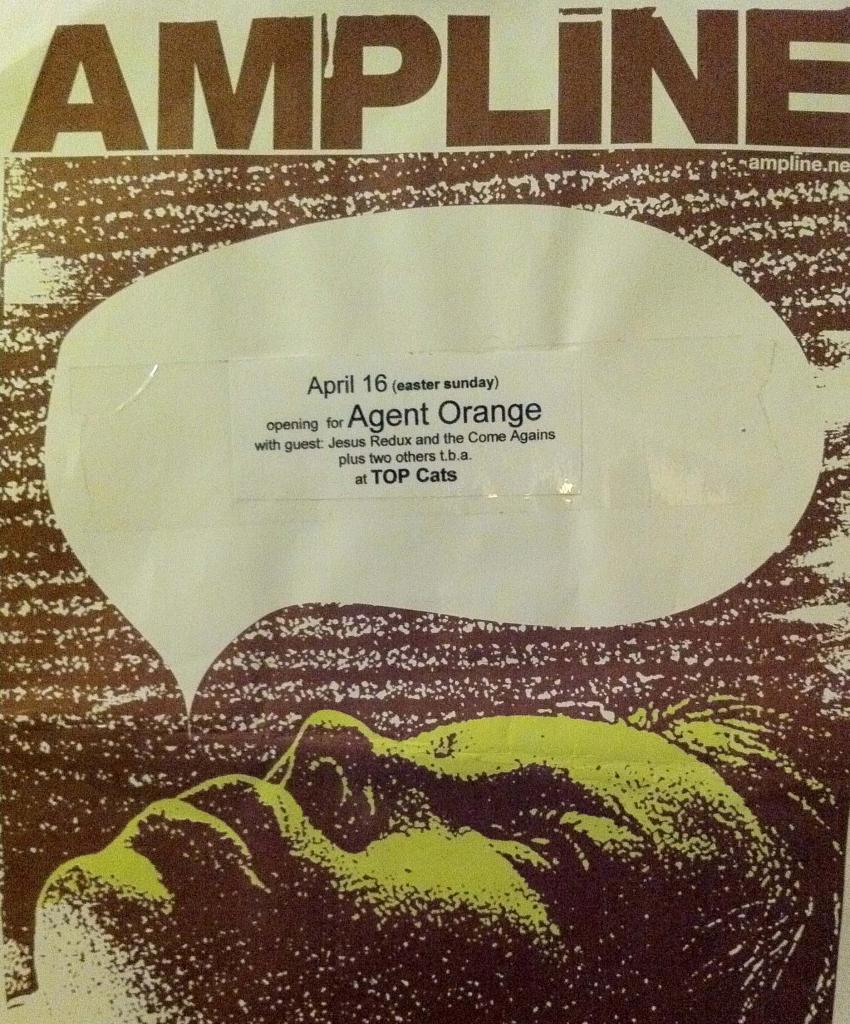 AMPLINE
ampline.ne
April 16 (easter sunday)
opening for Agent Orange
with guest: Jesus Redux and the Come Agains
plus two others t.b.a.
at TOP Cats